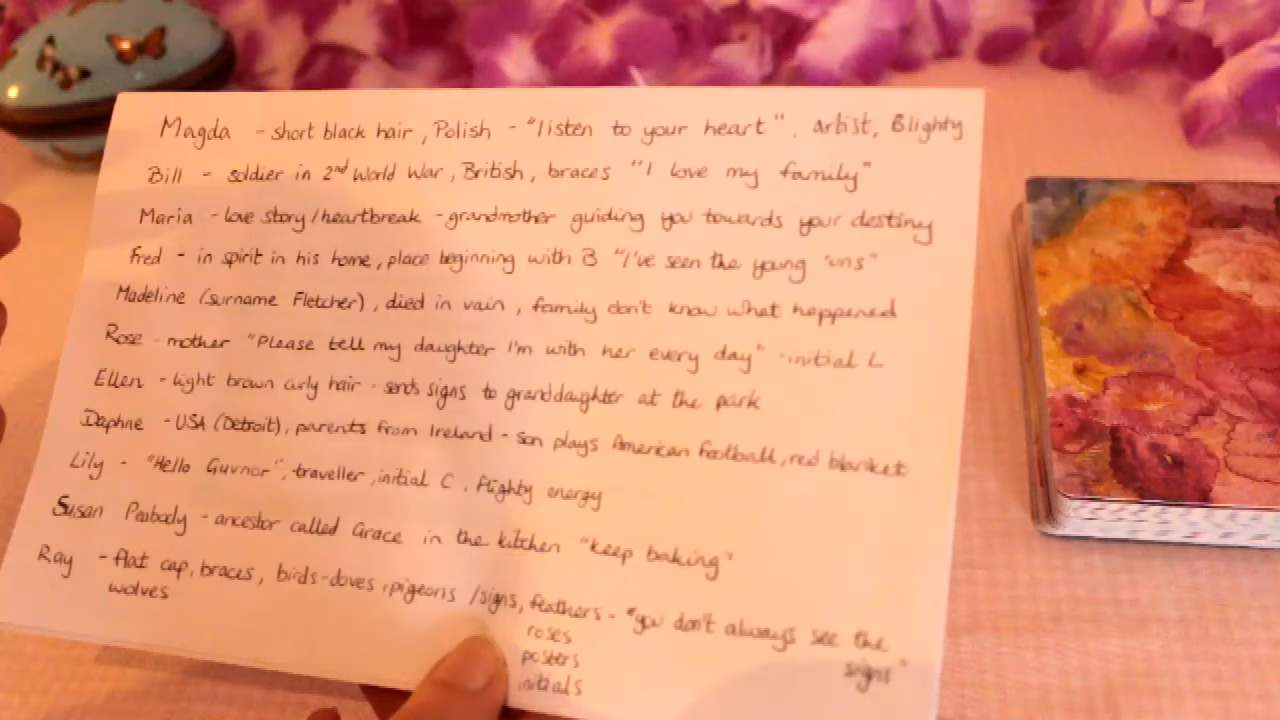 Magda - short black hair, Polish - "listen to your heart", artist, Blighty
Bill - soldier in 2nd World War, British, braces "I love my family"
Maria - love story/heartbreak - grandmother guiding you towards your destiny
Fred - in spirit in his home, place beginning with B "I've seen the young 'uns"
Madeline (surname Fletcher), died in vain, family don't know what happened
Rose - mother "Please tell my daughter I'm with her every day" - initial L
Ellen - light brown curly hair - sends signs to granddaughter at the park
Daphne - USA (Detroit), parents from Ireland - son plays American football, red blanket
Lily - "Hello Guvnor", traveller, initial C, flighty energy
Susan Peabody - ancestor called Grace in the kitchen "keep baking"
Ray - flat cap, braces, birds-doves, pigeons /signs, feathers - "you don't always see the
wolves
roses
signs"
posters
initials